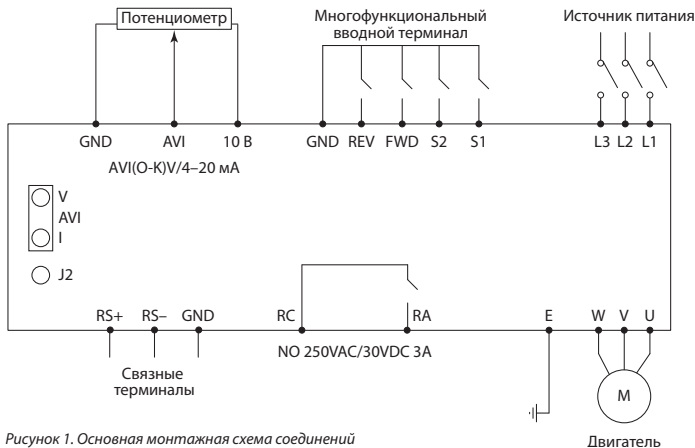 Потенциометр
Многофункциональный
вводной терминал
Источник питания
GND AVI 10 В
GND REV FWD S2 S1
L3 L2 L1
AVI(O-K)V/4–20 мА
V
AVI
I
J2
RS+ RS– GND
RC RA
E W V U
NO 250VAC/30VDC 3A
Связные
терминалы
M
Двигатель
Рисунок 1. Основная монтажная схема соединений